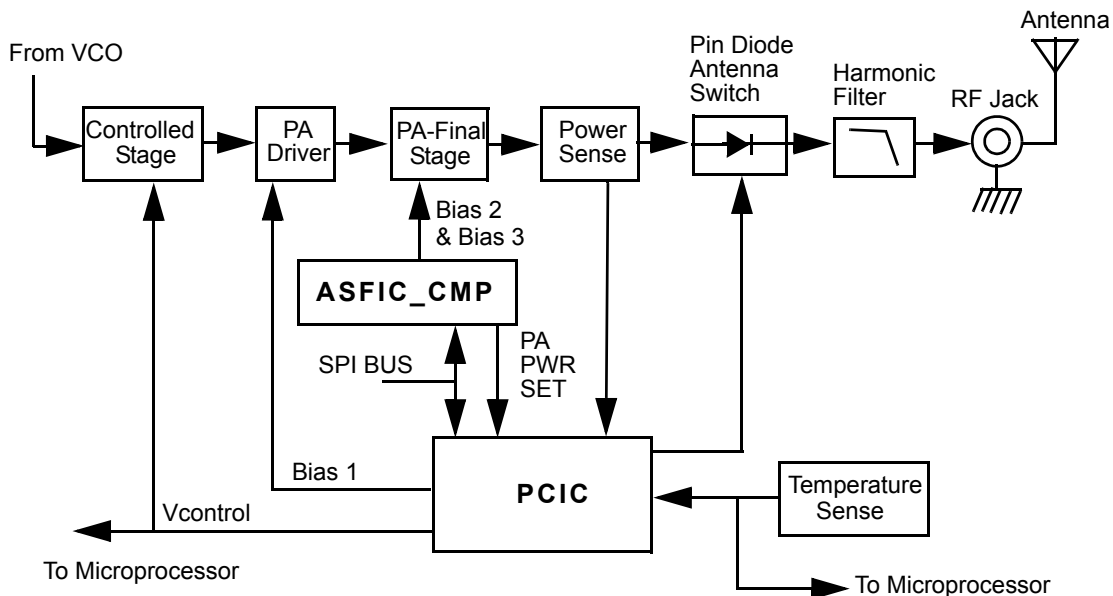 Antenna
From VCO
Pin Diode
Antenna
Switch
Harmonic
Filter
RF Jack
Controlled
Stage
PA
Driver
PA-Final
Stage
Power
Sense
Bias 2
& Bias 3
ASFIC_CMP
SPI BUS
PA
PWR
SET
Bias 1
PCIC
Temperature
Sense
Vcontrol
To Microprocessor
To Microprocessor